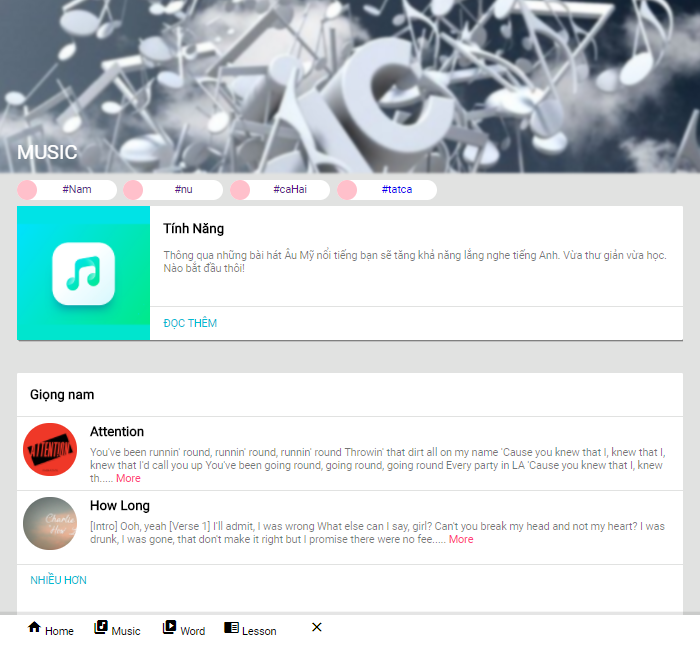 MUSIC
#Nam #nu #caHai #tatca
Tính Năng
Thông qua những bài hát Âu Mỹ nổi tiếng bạn sẽ tăng khả năng lắng nghe tiếng Anh. Vừa thư giản vừa học.
Nào bắt đầu thôi!
ĐỌC THÊM
Giọng nam
ATTENTION
Attention
You've been runnin' round, runnin' round, runnin' round Throwin' that dirt all on my name 'Cause you knew that I, knew that I,
knew that I'd call you up You've been going round, going round, going round Every party in LA 'Cause you knew that I, knew
th..... More
Charlie
How Long
[Intro] Ooh, yeah [Verse 1] I'll admit, I was wrong What else can I say, girl? Can't you break my head and not my heart? I was
drunk, I was gone, that don't make it right but I promise there were no fee..... More
NHIỀU HƠN
Home Music Word Lesson